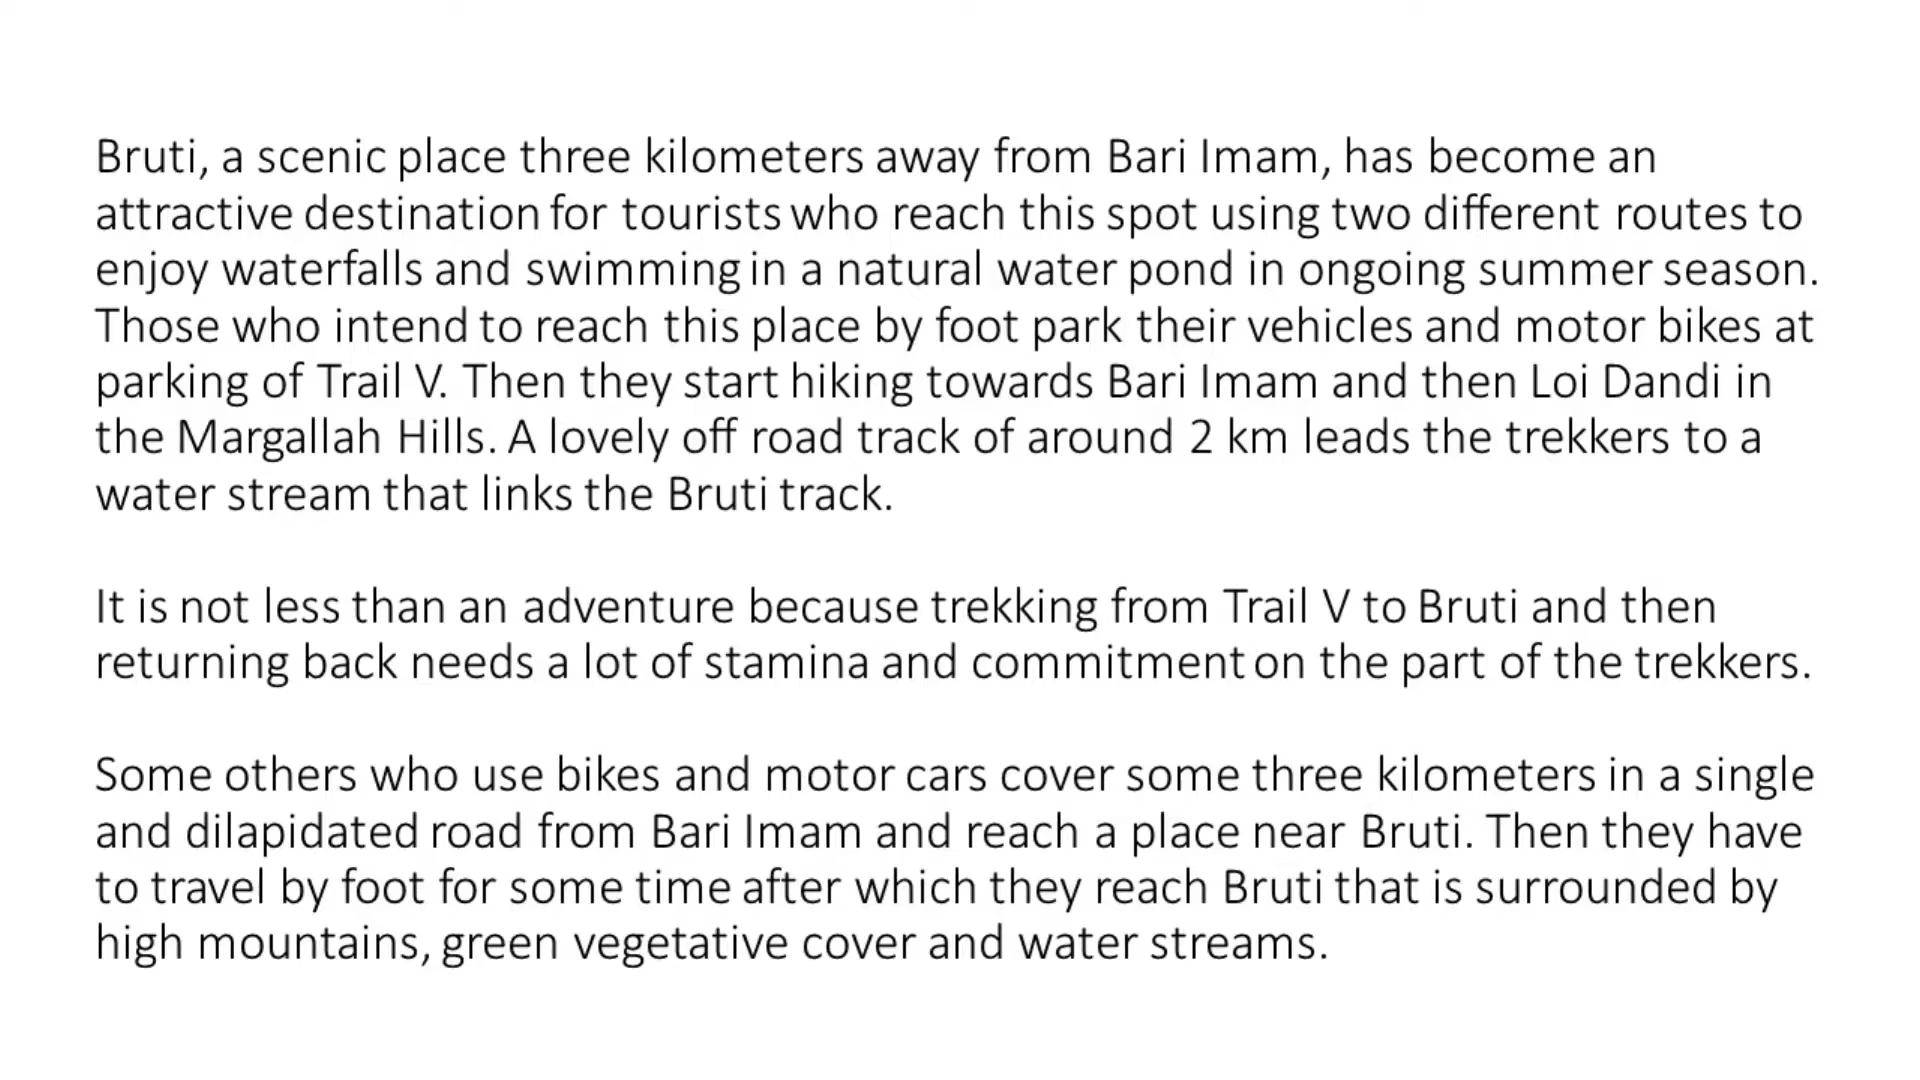 Bruti, a scenic place three kilometers away from Bari Imam, has become an
attractive destination for tourists who reach this spot using two different routes to
enjoy waterfalls and swimming in a natural water pond in ongoing summer season.
Those who intend to reach this place by foot park their vehicles and motor bikes at
parking of Trail V. Then they start hiking towards Bari Imam and then Loi Dandi in
the Margallah Hills. A lovely off road track of around 2 km leads the trekkers to a
water stream that links the Bruti track.
It is not less than an adventure because trekking from Trail V to Bruti and then
returning back needs a lot of stamina and commitment on the part of the trekkers.
Some others who use bikes and motor cars cover some three kilometers in a single
and dilapidated road from Bari Imam and reach a place near Bruti. Then they have
to travel by foot for some time after which they reach Bruti that is surrounded by
high mountains, green vegetative cover and water streams.